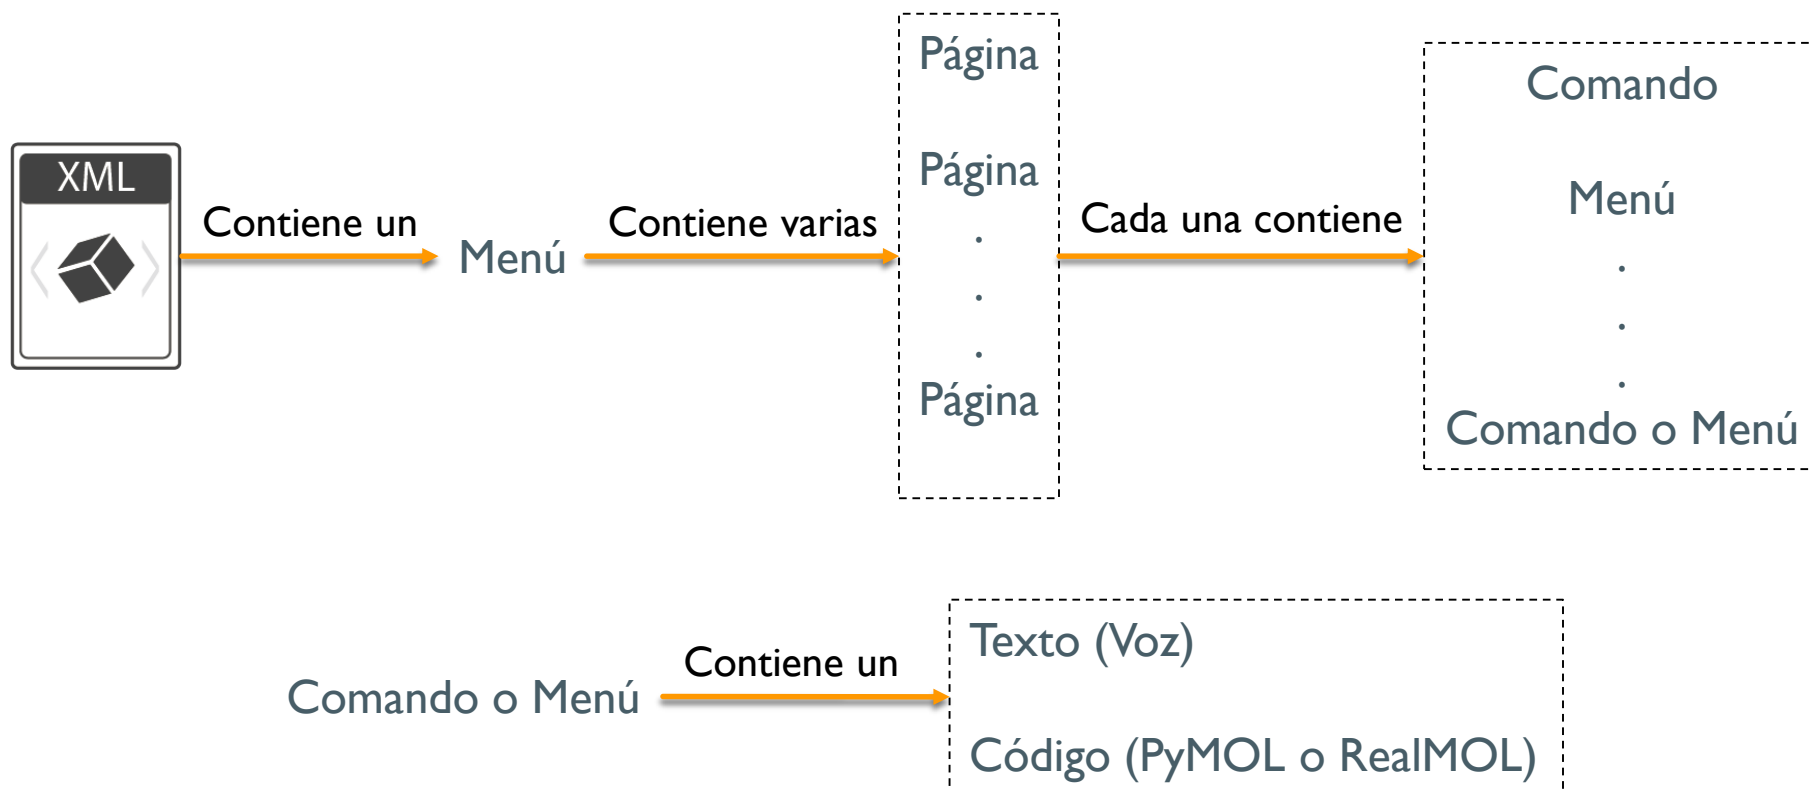 XML
Contiene un
Menú
Contiene varias
Página
Página
.
.
.
Página
Cada una contiene
Comando
Menú
.
.
.
Comando o Menú
Comando o Menú
Contiene un
Texto (Voz)
Código (PyMOL o RealMOL)